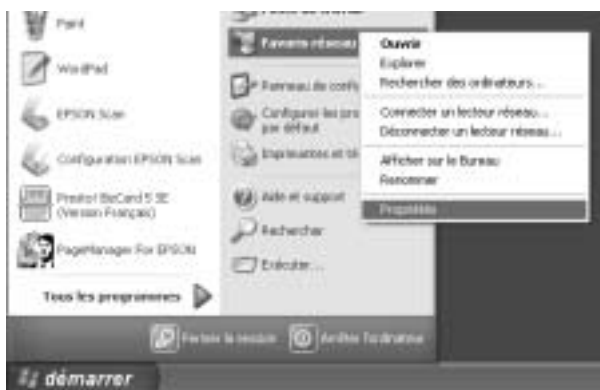 Paint
WordPad
EPSON Scan
Configuration EPSON Scan
Presto! BizCard 5 SE
(Version Français)
PageManager For EPSON
Tous les programmes
Favoris réseau
Panneau de confi
Configurer les pro
par défaut
Imprimantes et té
Aide et support
Rechercher
Exécuter...
Ouvrir
Explorer
Rechercher des ordinateurs...
Connecter un lecteur réseau...
Déconnecter un lecteur réseau...
Afficher sur le Bureau
Renommer
Propriétés
Fermer la session
Arrêter l'ordinateur
démarrer